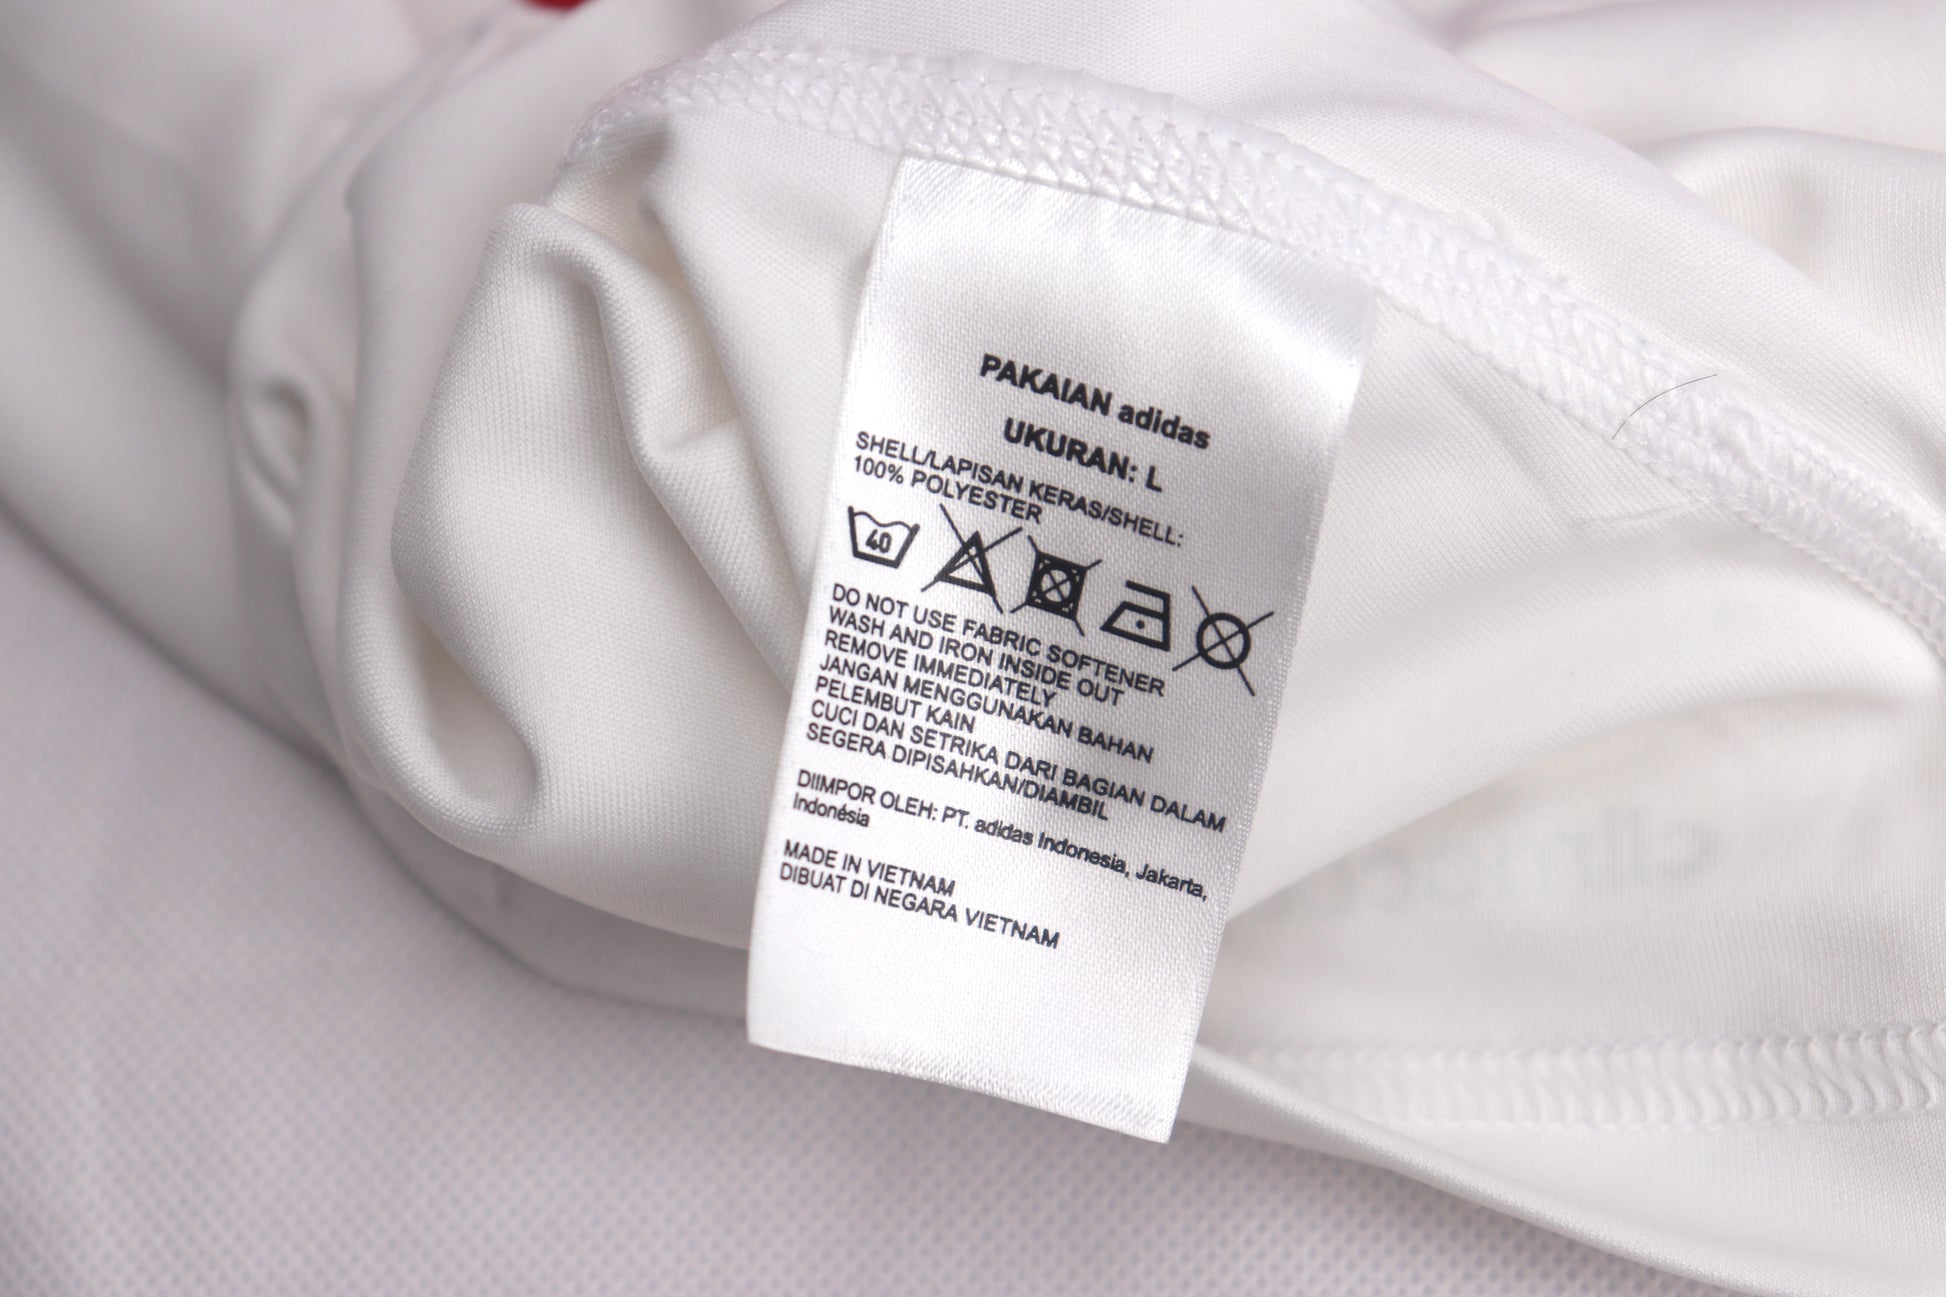 PAKAIAN adidas
UKURAN: L
SHELL/LAPISAN KERAS/SHELL:
100% POLYESTER
40
DO NOT USE FABRIC SOFTENER
WASH AND IRON INSIDE OUT
REMOVE IMMEDIATELY
JANGAN MENGGUNAKAN BAHAN
PELEMBUT KAIN
CUCI DAN SETRIKA DARI BAGIAN DALAM
SEGERA DIPISAHKAN/DIAMBIL
DIIMPOR OLEH: PT. adidas Indonesia, Jakarta,
Indonésia
MADE IN VIETNAM
DIBUAT DI NEGARA VIETNAM